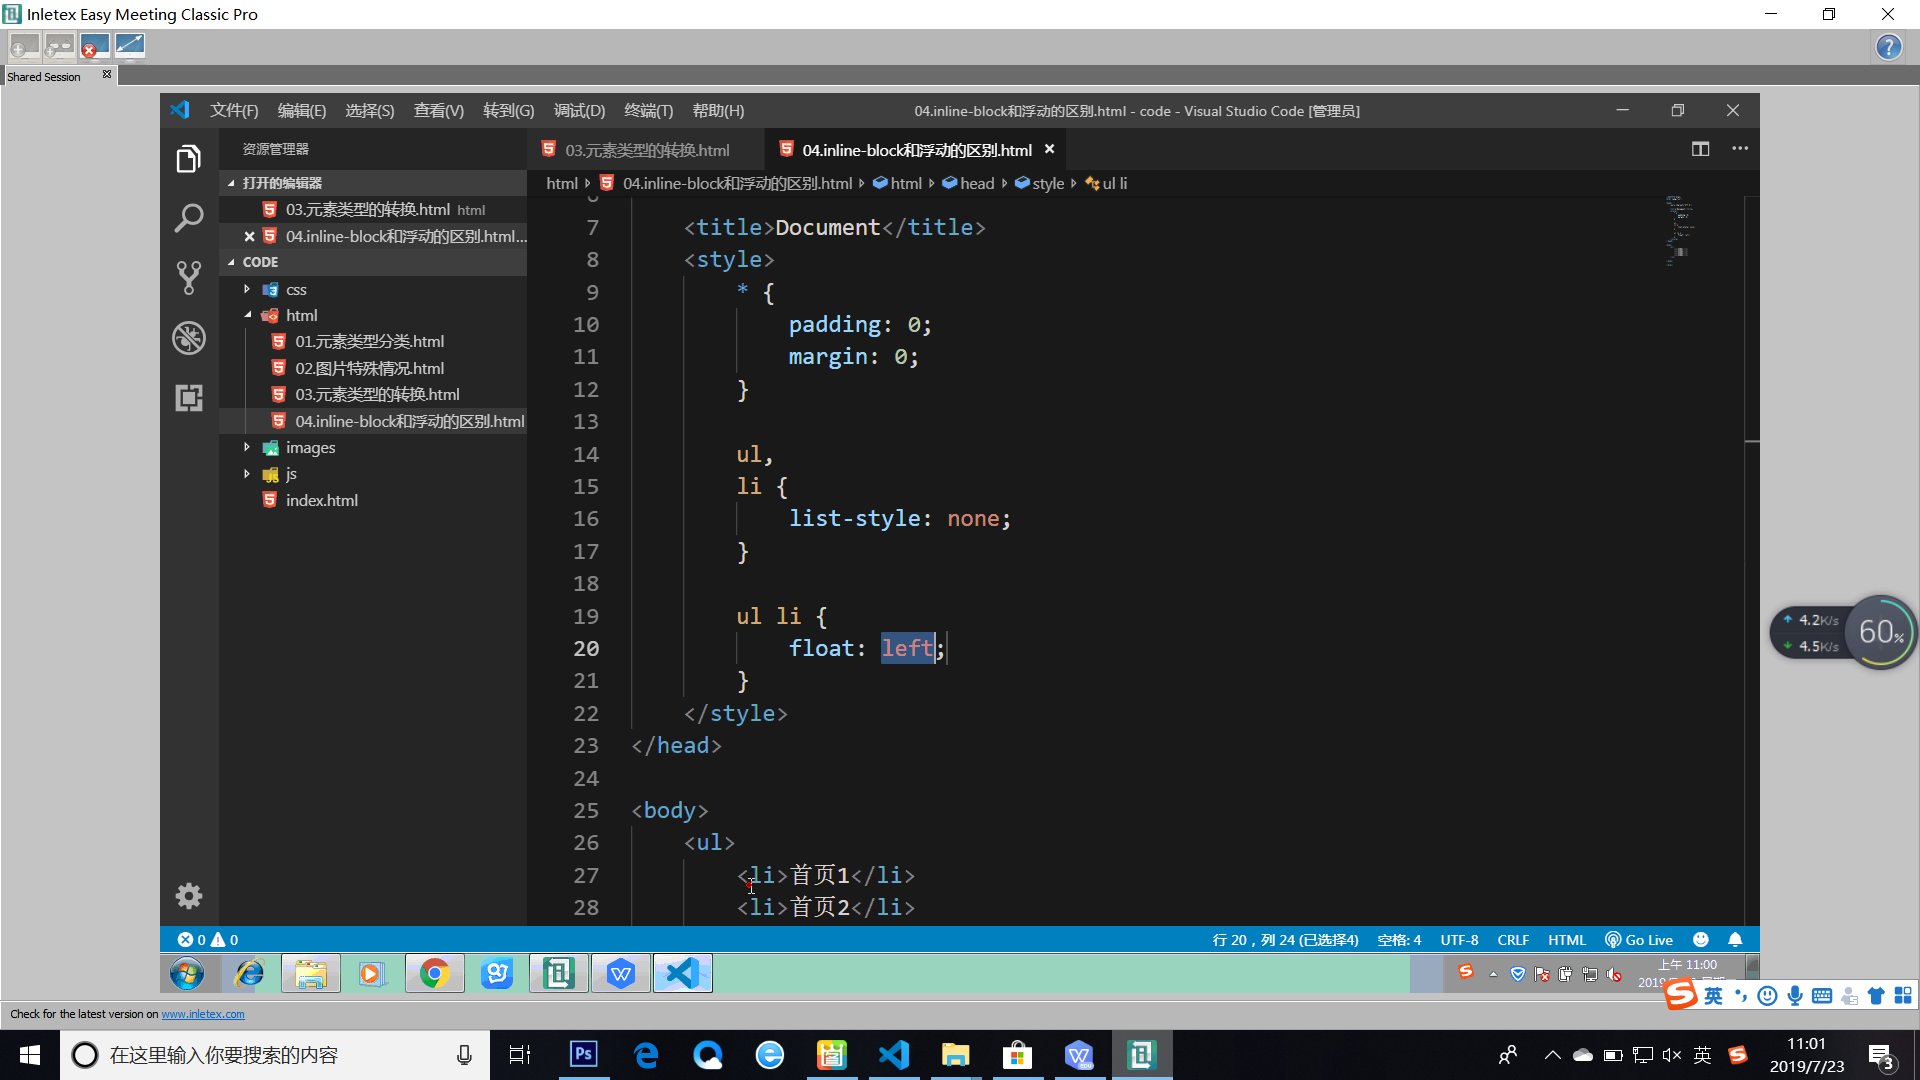 Inletex Easy Meeting Classic Pro
Shared Session
文件(F) 编辑(E) 选择(S) 查看(V) 转到(G) 调试(D) 终端(T) 帮助(H)
04.inline-block和浮动的区别.html - code - Visual Studio Code [管理员]
资源管理器
打开的编辑器
03.元素类型的转换.html html
04.inline-block和浮动的区别.html...
CODE
css
html
01.元素类型分类.html
02.图片特殊情况.html
03.元素类型的转换.html
04.inline-block和浮动的区别.html
images
js
index.html
03.元素类型的转换.html
04.inline-block和浮动的区别.html
html 04.inline-block和浮动的区别.html html head style ul li
7 <title>Document</title>
8 <style>
9 * {
10 padding: 0;
11 margin: 0;
12 }
13
14 ul,
15 li {
16 list-style: none;
17 }
18
19 ul li {
20 float: left;
21 }
22 </style>
23 </head>
24
25 <body>
26 <ul>
27 <li>首页1</li>
28 <li>首页2</li>
4.2K/s
4.5K/s
60%
0 0
行 20，列 24 (已选择4) 空格: 4 UTF-8 CRLF HTML Go Live
上午 11:00
英
Check for the latest version on www.inletex.com
在这里输入你要搜索的内容
Ps
英
11:01
2019/7/23
3